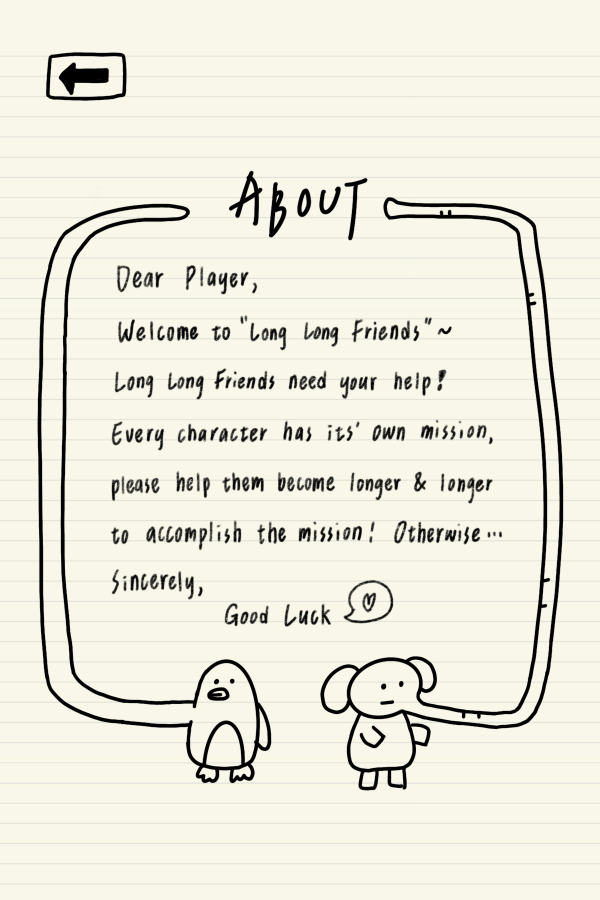 ABOUT
Dear Player,
Welcome to "Long Long Friends"~
Long Long Friends need your help!
Every character has its' own mission,
please help them become longer & longer
to accomplish the mission! Otherwise...
Sincerely,
Good Luck